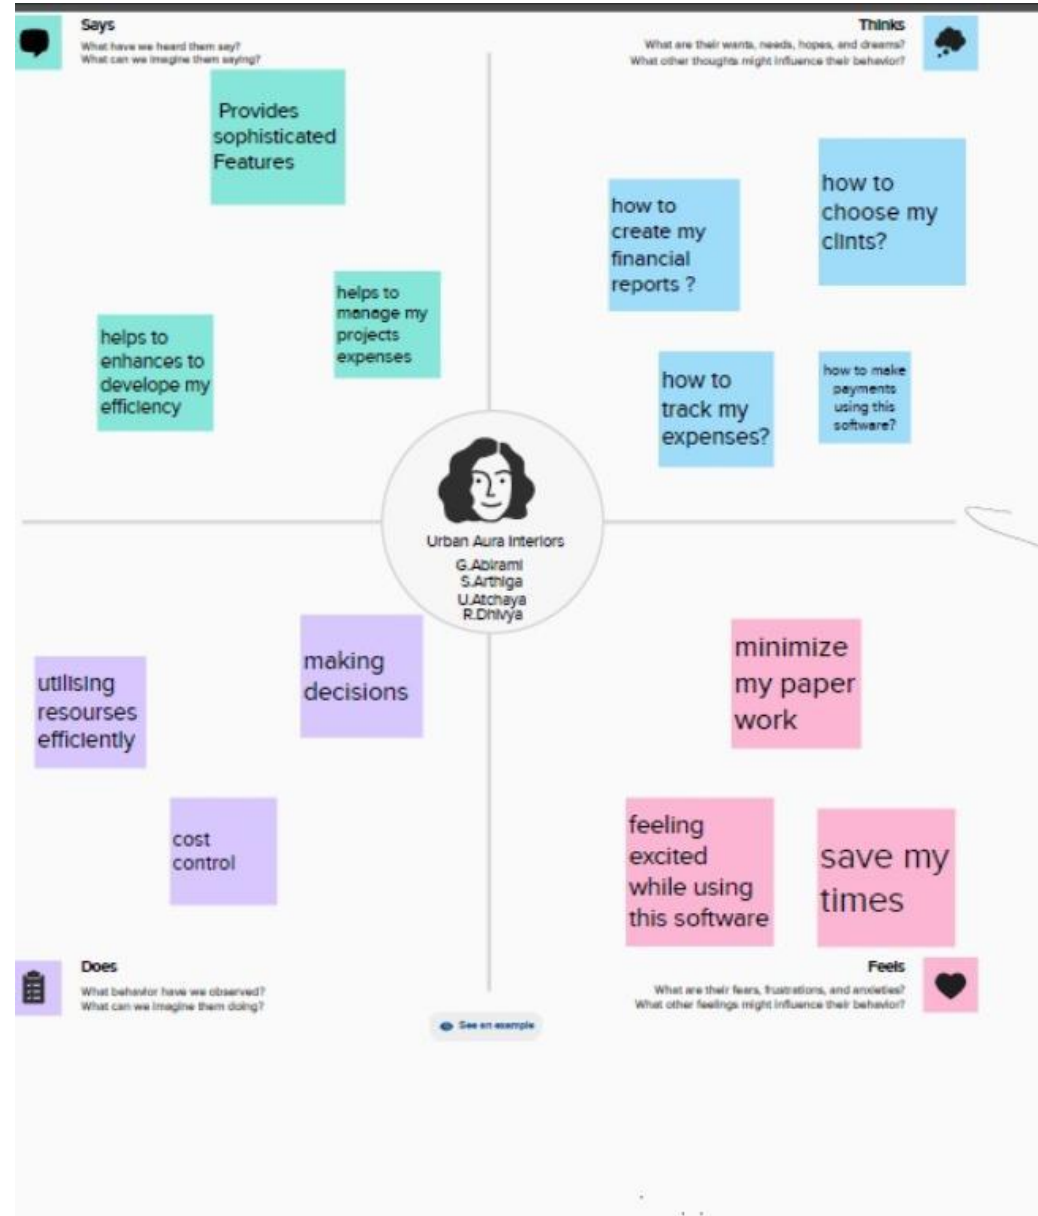 Says
What have we heard them say?
What can we imagine them saying?
Provides
sophisticated
Features
helps to
manage my
projects
expenses
helps to
enhances to
develope my
efficiency
Thinks
What are their wants, needs, hopes, and dreams?
What other thoughts might influence their behavior?
how to
create my
financial
reports ?
how to
choose my
clints?
how to
track my
expenses?
how to make
payments
using this
software?
Urban Aura Interiors
G.Abirami
S.Arthiga
U.Atchaya
R.Dhivya
utilising
resourses
efficiently
making
decisions
cost
control
Does
What behavior have we observed?
What can we imagine them doing?
minimize
my paper
work
feeling
excited
while using
this software
save my
times
Feels
What are their fears, frustrations, and anxieties?
What other feelings might influence their behavior?
See an example